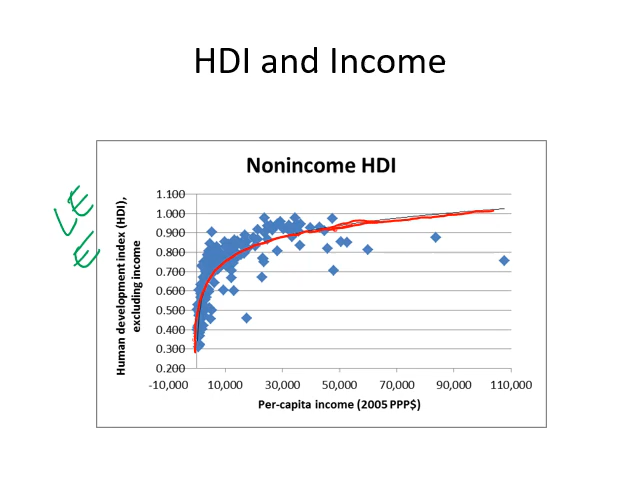 HDI and Income
Nonincome HDI
LE
E
Human development index (HDI),
excluding income
1.100
1.000
0.900
0.800
0.700
0.600
0.500
0.400
0.300
0.200
-10,000 10,000 30,000 50,000 70,000 90,000 110,000
Per-capita income (2005 PPP$)